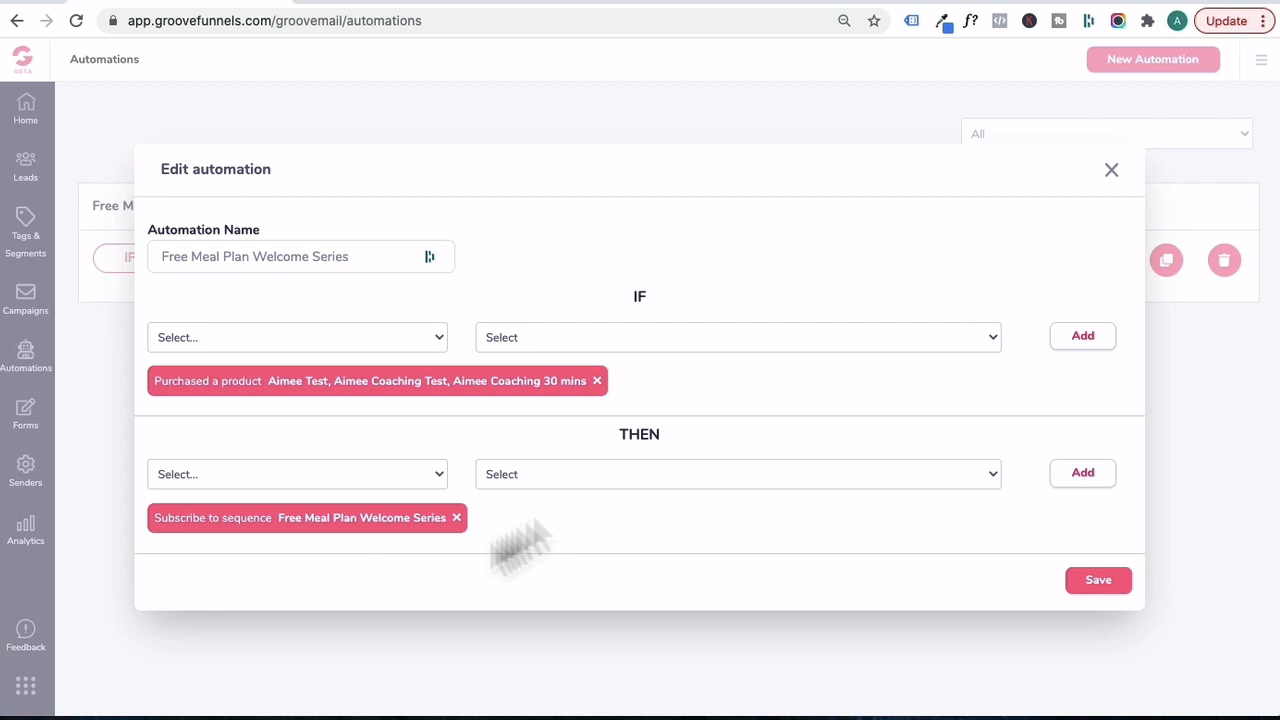 app.groovefunnels.com/groovemail/automations
Update
BETA
Automations
New Automation
Home
All
Leads
Edit automation
Free M
Tags &
Segments
Automation Name
IF
Free Meal Plan Welcome Series
Campaigns
IF
Select...
Select
Add
Automations
Purchased a product Aimee Test, Aimee Coaching Test, Aimee Coaching 30 mins ×
Forms
THEN
Senders
Select...
Select
Add
Subscribe to sequence Free Meal Plan Welcome Series ×
Analytics
Save
Feedback